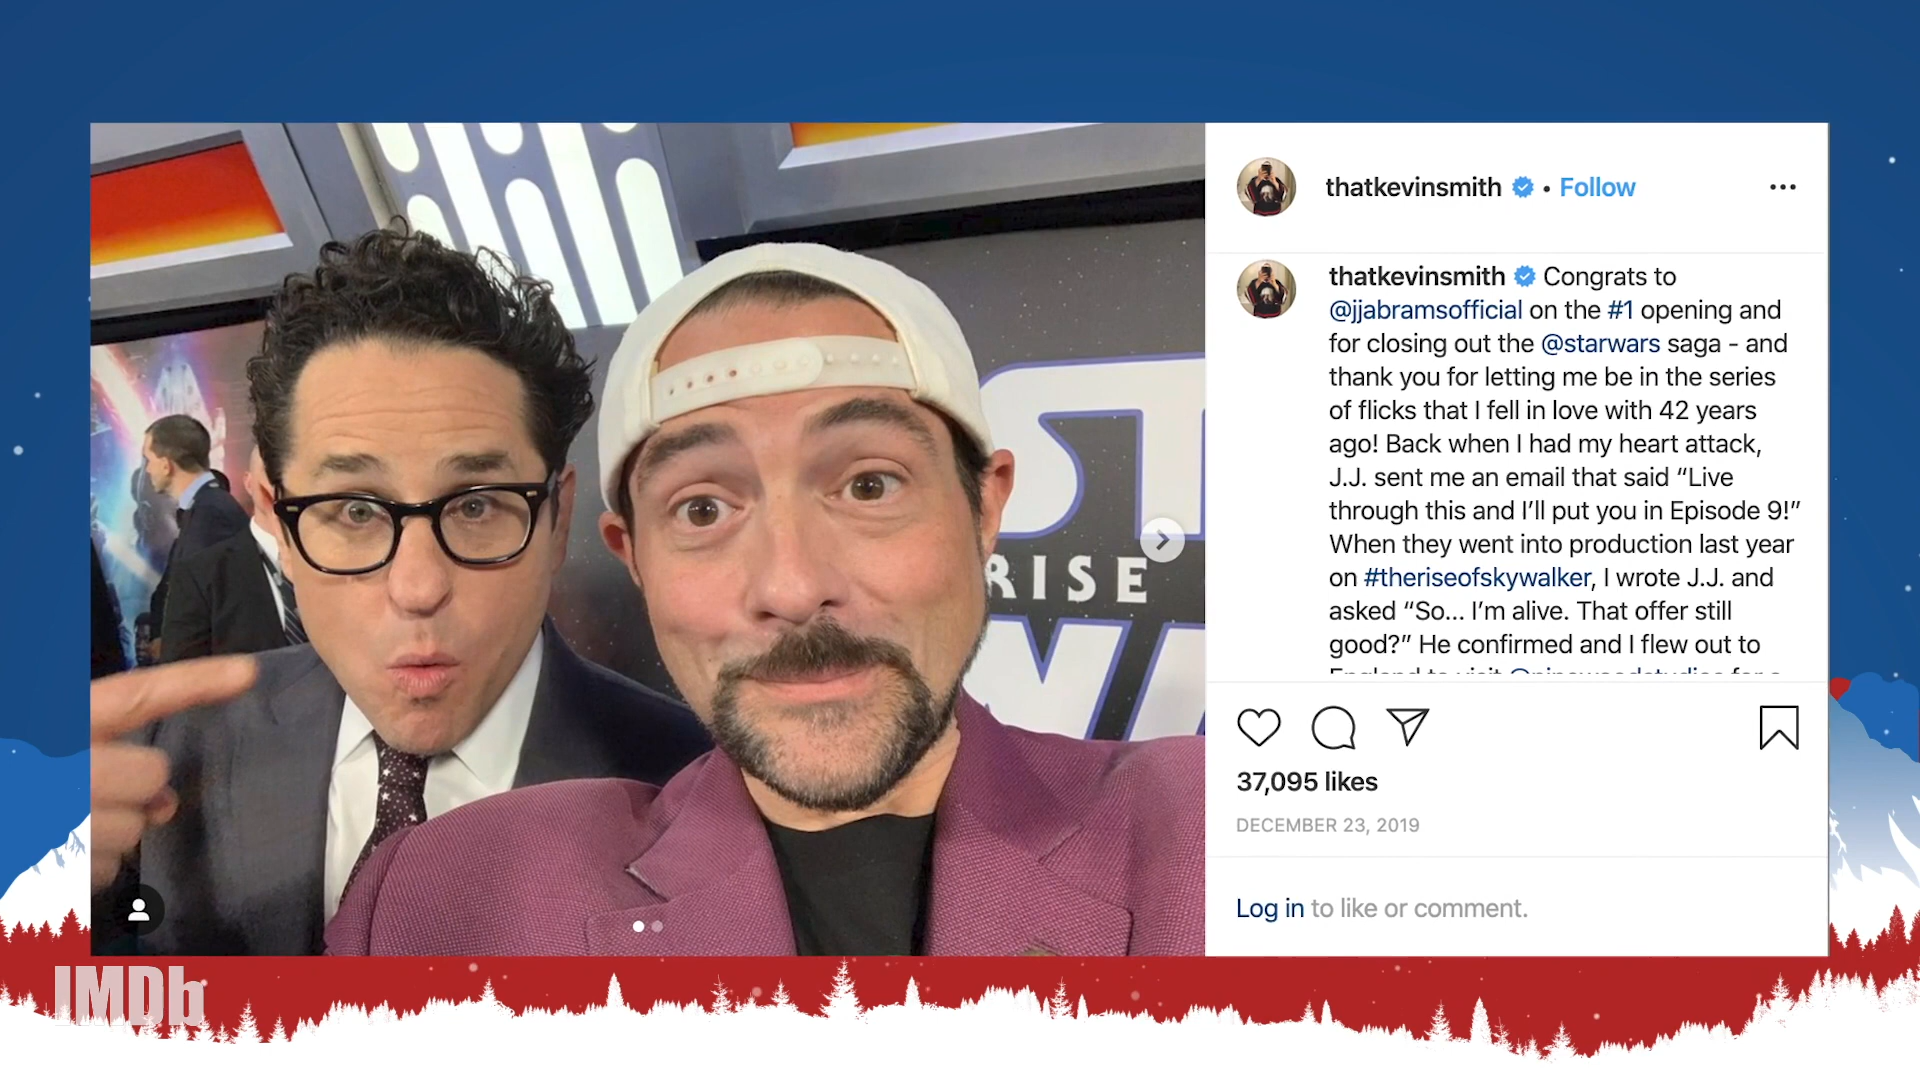 ST
RISE
thatkevinsmith • Follow
thatkevinsmith Congrats to
@jjabramsofficial on the #1 opening and
for closing out the @starwars saga - and
thank you for letting me be in the series
of flicks that I fell in love with 42 years
ago! Back when I had my heart attack,
J.J. sent me an email that said “Live
through this and I’ll put you in Episode 9!”
When they went into production last year
on #theriseofskywalker, I wrote J.J. and
asked “So... I’m alive. That offer still
good?” He confirmed and I flew out to
37,095 likes
DECEMBER 23, 2019
Log in to like or comment.
IMDb